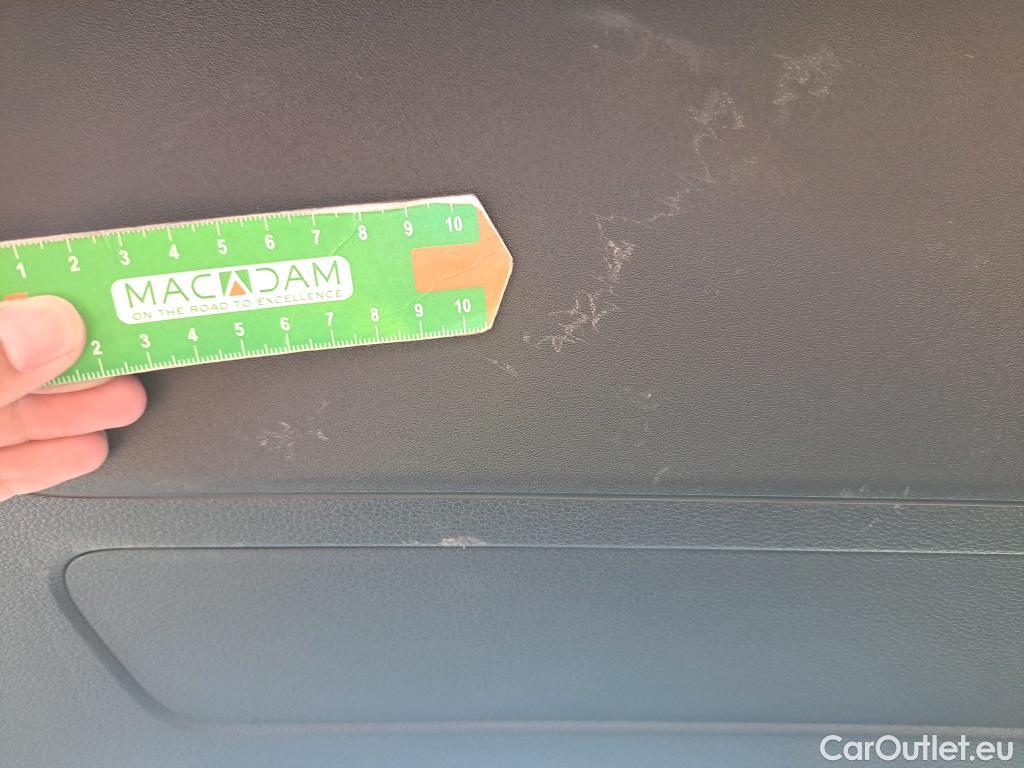 1 2 3 4 5 6 7 8 9 10
MACADAM
ON THE ROAD TO EXCELLENCE
2 3 4 5 6 7 8 9 10
CarOutlet.eu